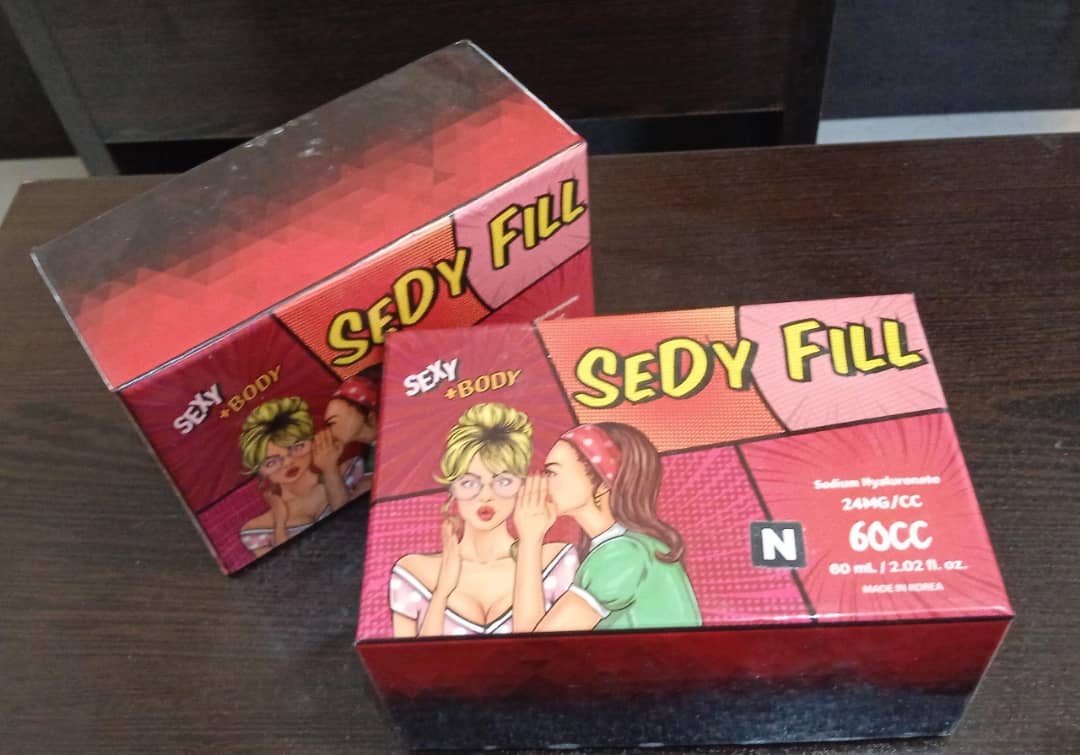 SEDY FILL
SEXY
+BODY
SEXY
+BODY
SEDY FILL
Sodium Hyaluronate
24MG/CC
N
60CC
60 mL / 2.02 fl. oz.
MADE IN KOREA